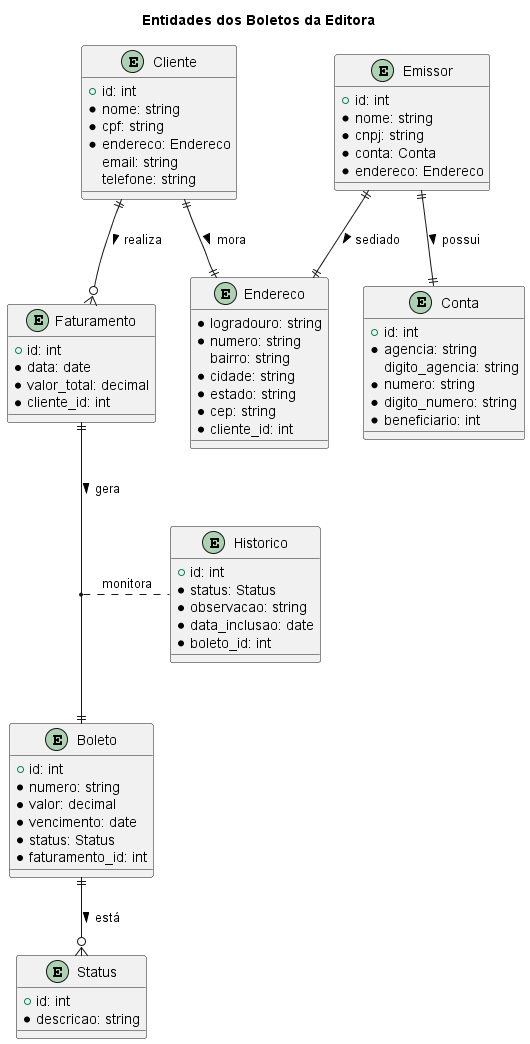 Entidades dos Boletos da Editora
E Cliente
id: int
nome: string
cpf: string
endereco: Endereco
email: string
telefone: string
E Emissor
id: int
nome: string
cnpj: string
conta: Conta
endereco: Endereco
realiza
mora
sediado
possui
E Faturamento
id: int
data: date
valor_total: decimal
cliente_id: int
E Endereco
logradouro: string
numero: string
bairro: string
cidade: string
estado: string
cep: string
cliente_id: int
E Conta
id: int
agencia: string
digito_agencia: string
numero: string
digito_numero: string
beneficiario: int
gera
monitora
E Historico
id: int
status: Status
observacao: string
data_inclusao: date
boleto_id: int
E Boleto
id: int
numero: string
valor: decimal
vencimento: date
status: Status
faturamento_id: int
está
E Status
id: int
descricao: string